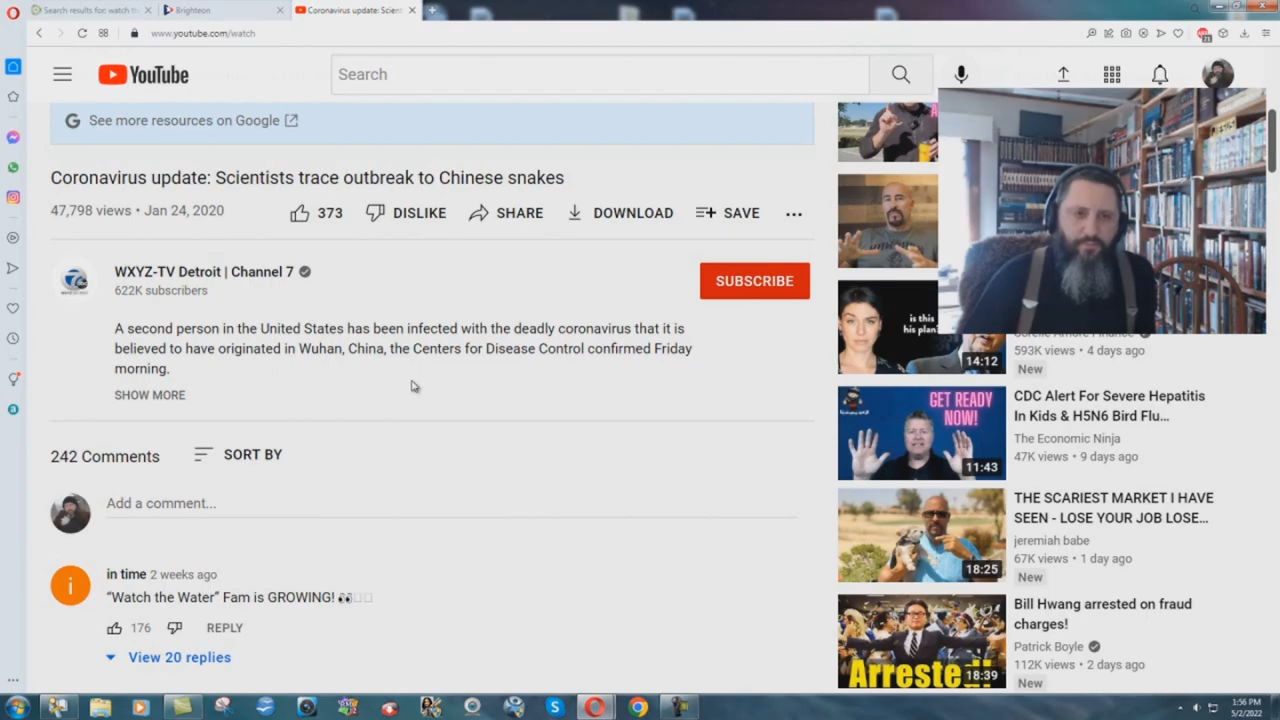 Search results for: watch th
Brighteon
Coronavirus update: Scient
www.youtube.com/watch
21
YouTube
Search
See more resources on Google
Coronavirus update: Scientists trace outbreak to Chinese snakes
47,798 views • Jan 24, 2020
373
DISLIKE
SHARE
DOWNLOAD
SAVE
WXYZ-TV Detroit | Channel 7
622K subscribers
SUBSCRIBE
A second person in the United States has been infected with the deadly coronavirus that it is
believed to have originated in Wuhan, China, the Centers for Disease Control confirmed Friday
morning.
SHOW MORE
242 Comments
SORT BY
Add a comment...
i
in time 2 weeks ago
“Watch the Water” Fam is GROWING! 👀
176
REPLY
View 20 replies
is this
his plan?
14:12
593K views • 4 days ago
New
GET READY
NOW!
11:43
CDC Alert For Severe Hepatitis
In Kids & H5N6 Bird Flu…
The Economic Ninja
47K views • 9 days ago
18:25
THE SCARIEST MARKET I HAVE
SEEN - LOSE YOUR JOB LOSE…
jeremiah babe
67K views • 1 day ago
New
Arrested!
18:39
Bill Hwang arrested on fraud
charges!
Patrick Boyle
112K views • 2 days ago
New
1:56 PM
5/2/2022